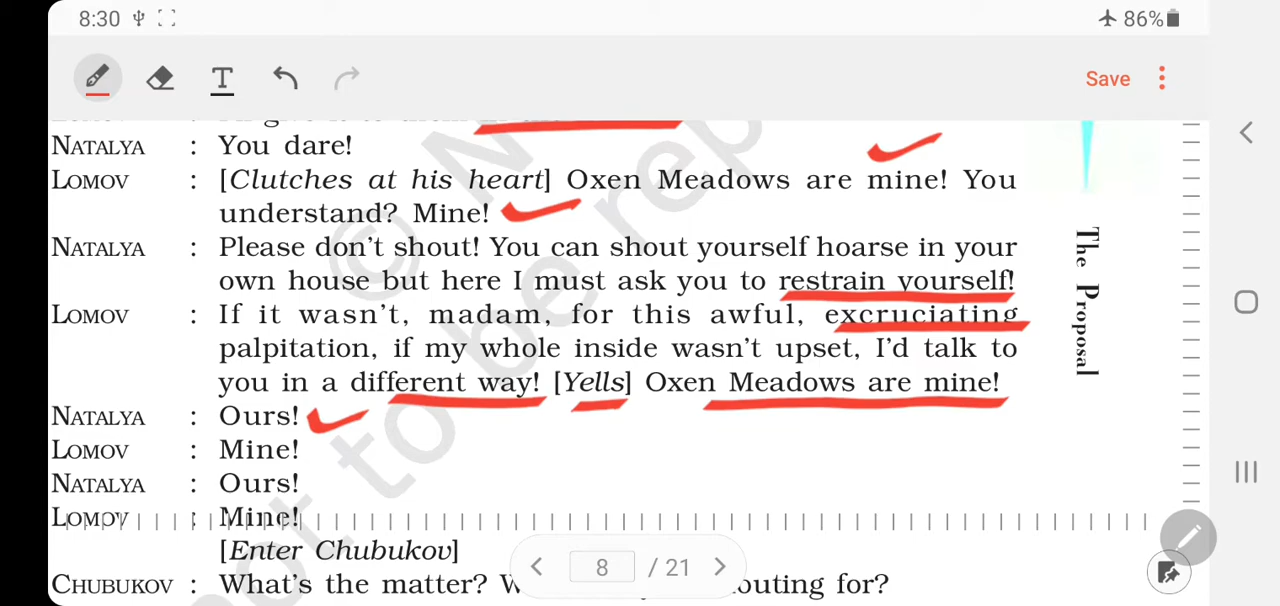 8:30
86%
T
Save
NATALYA : You dare!
LOMOV : [Clutches at his heart] Oxen Meadows are mine! You
understand? Mine!
NATALYA : Please don't shout! You can shout yourself hoarse in your
own house but here I must ask you to restrain yourself!
LOMOV : If it wasn't, madam, for this awful, excruciating
palpitation, if my whole inside wasn't upset, I'd talk to
you in a different way! [Yells] Oxen Meadows are mine!
NATALYA : Ours!
LOMOV : Mine!
NATALYA : Ours!
LOMOV : Mine!
[Enter Chubukov]
CHUBUKOV : What's the matter? for?
8 / 21
The Proposal
not to be rep